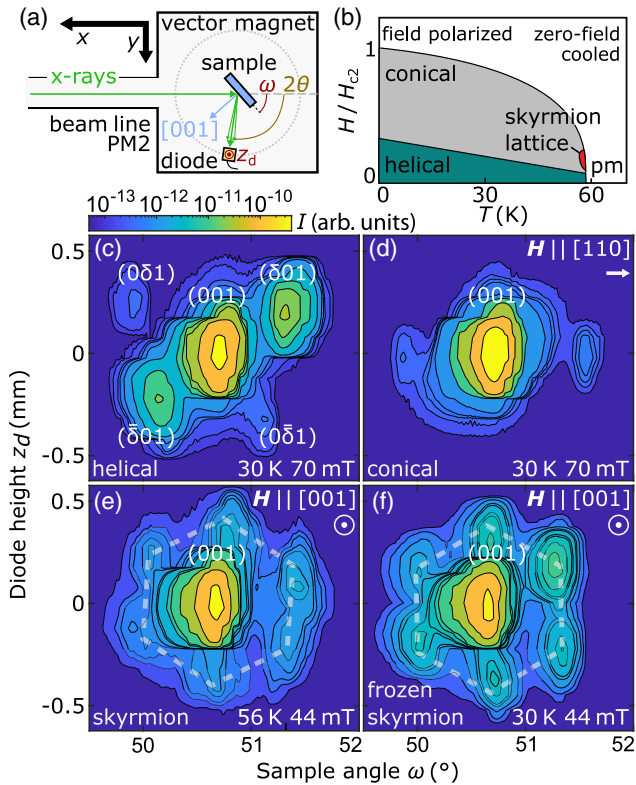 (a)
x
y
vector magnet
sample
x-rays
ω
2θ
[001]
beam line
PM2
diode
z_d
(b)
field polarized
zero-field
cooled
conical
skyrmion
lattice
helical
pm
H / H_c2
1
0
0
30
60
T (K)
10⁻¹³
10⁻¹²
10⁻¹¹
10⁻¹⁰
I (arb. units)
(c)
(0δ1)
(001)
(δ01)
(δ̄01)
(0δ̄1)
helical
30 K 70 mT
(d)
H || [110]
(001)
conical
30 K 70 mT
(e)
H || [001]
(001)
skyrmion
56 K 44 mT
(f)
H || [001]
(001)
frozen
skyrmion
30 K 44 mT
0.5
0
-0.5
0.5
0
-0.5
Diode height z_d (mm)
50
51
52
50
51
52
Sample angle ω (°)